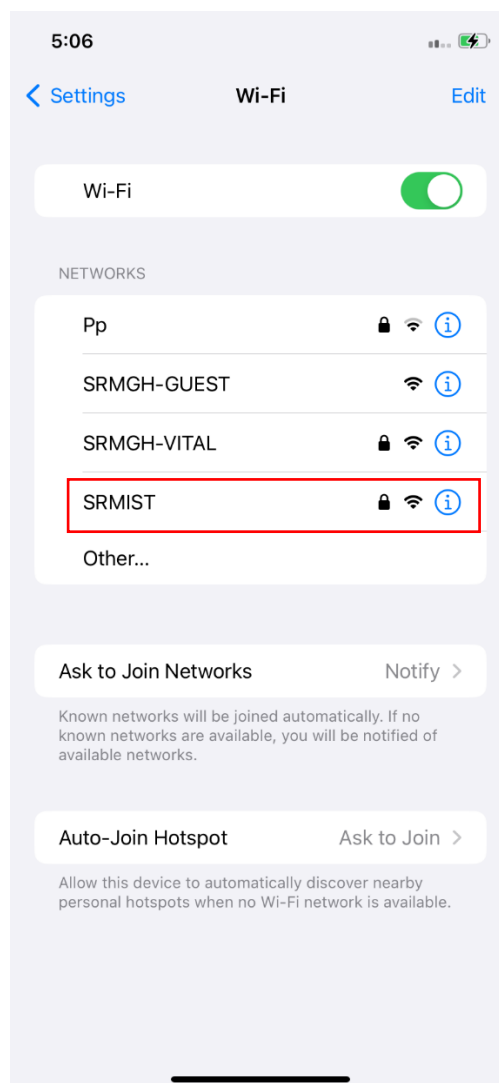 5:06
Settings Wi-Fi Edit
Wi-Fi
NETWORKS
Pp
SRMGH-GUEST
SRMGH-VITAL
SRMIST
Other...
Ask to Join Networks Notify
Known networks will be joined automatically. If no
known networks are available, you will be notified of
available networks.
Auto-Join Hotspot Ask to Join
Allow this device to automatically discover nearby
personal hotspots when no Wi-Fi network is available.